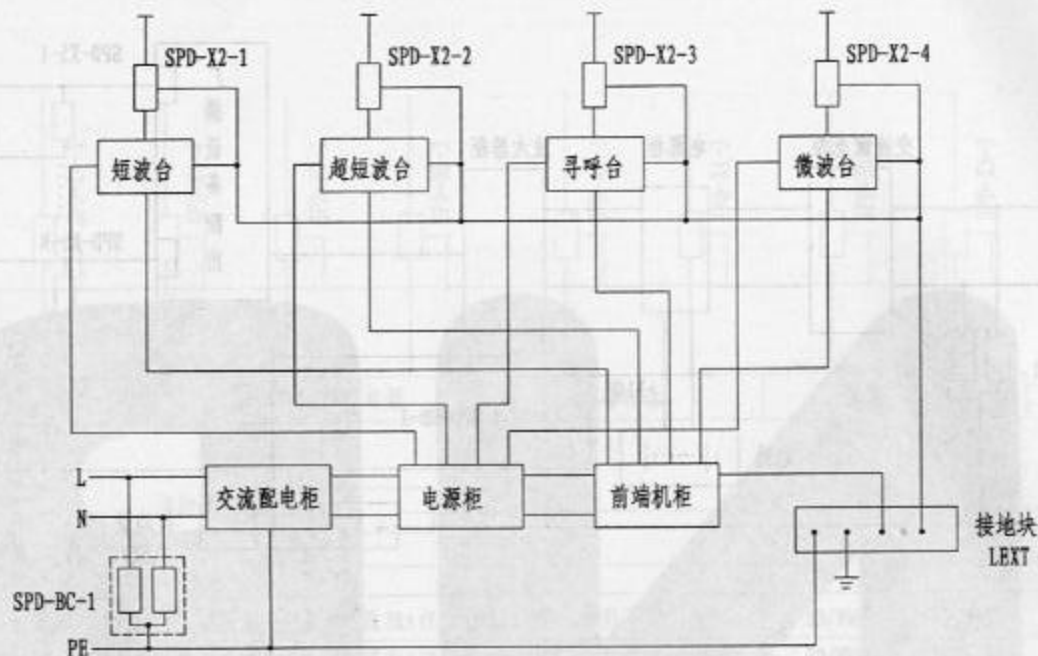 SPD-X2-1
SPD-X2-2
SPD-X2-3
SPD-X2-4
短波台
超短波台
寻呼台
微波台
L
N
交流配电柜
电源柜
前端机柜
接地块
LEXT
SPD-BC-1
PE